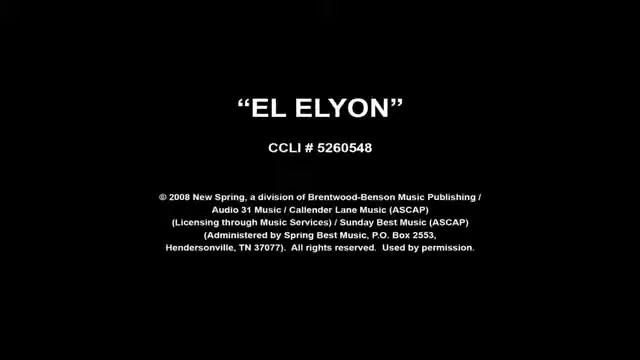 “EL ELYON”
CCLI # 5260548
© 2008 New Spring, a division of Brentwood-Benson Music Publishing /
Audio 31 Music / Callender Lane Music (ASCAP)
(Licensing through Music Services) / Sunday Best Music (ASCAP)
(Administered by Spring Best Music, P.O. Box 2553,
Hendersonville, TN 37077).  All rights reserved.  Used by permission.